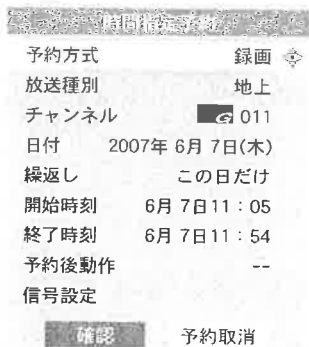 時間指定予約
予約方式 録画
放送種別 地上
チャンネル G 011
日付 2007年 6月 7日(木)
繰返し この日だけ
開始時刻 6月 7日11：05
終了時刻 6月 7日11：54
予約後動作 --
信号設定
確認 予約取消